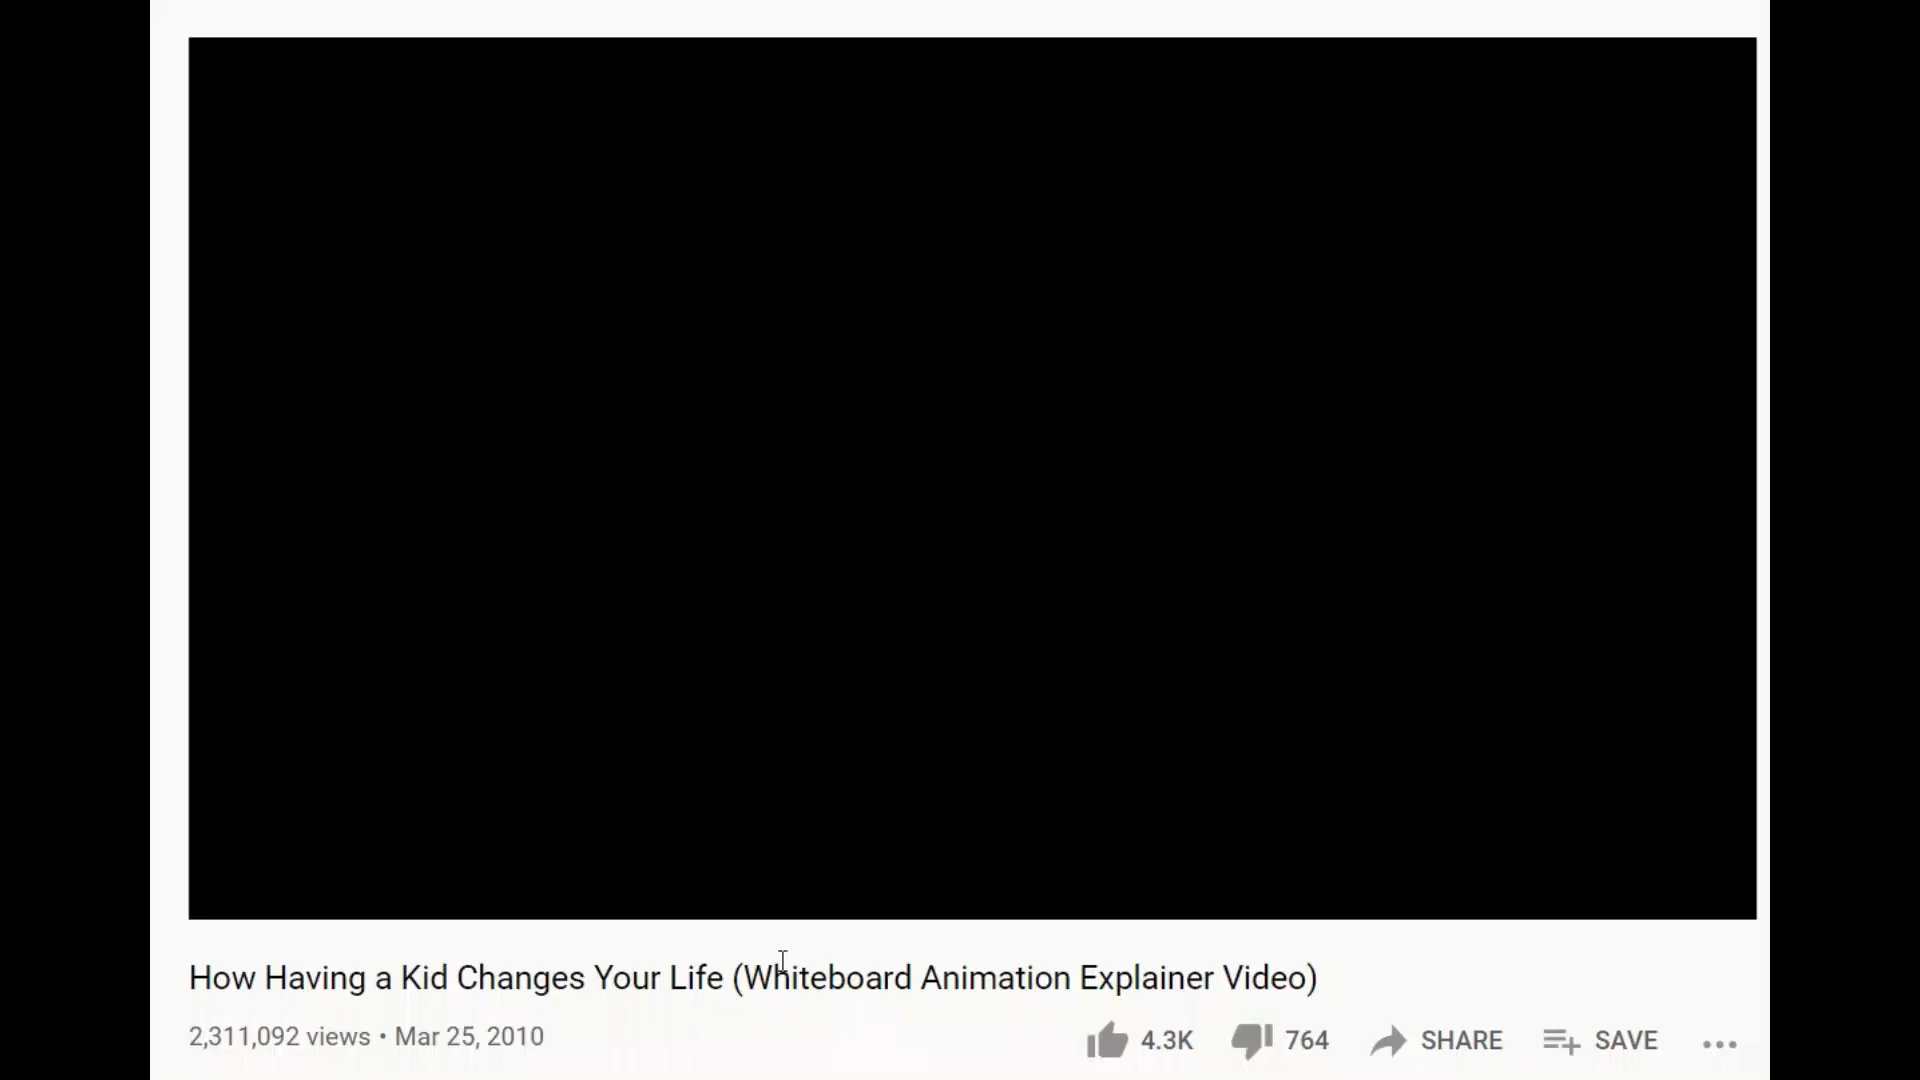 How Having a Kid Changes Your Life (Whiteboard Animation Explainer Video)
2,311,092 views • Mar 25, 2010
4.3K 764 SHARE SAVE